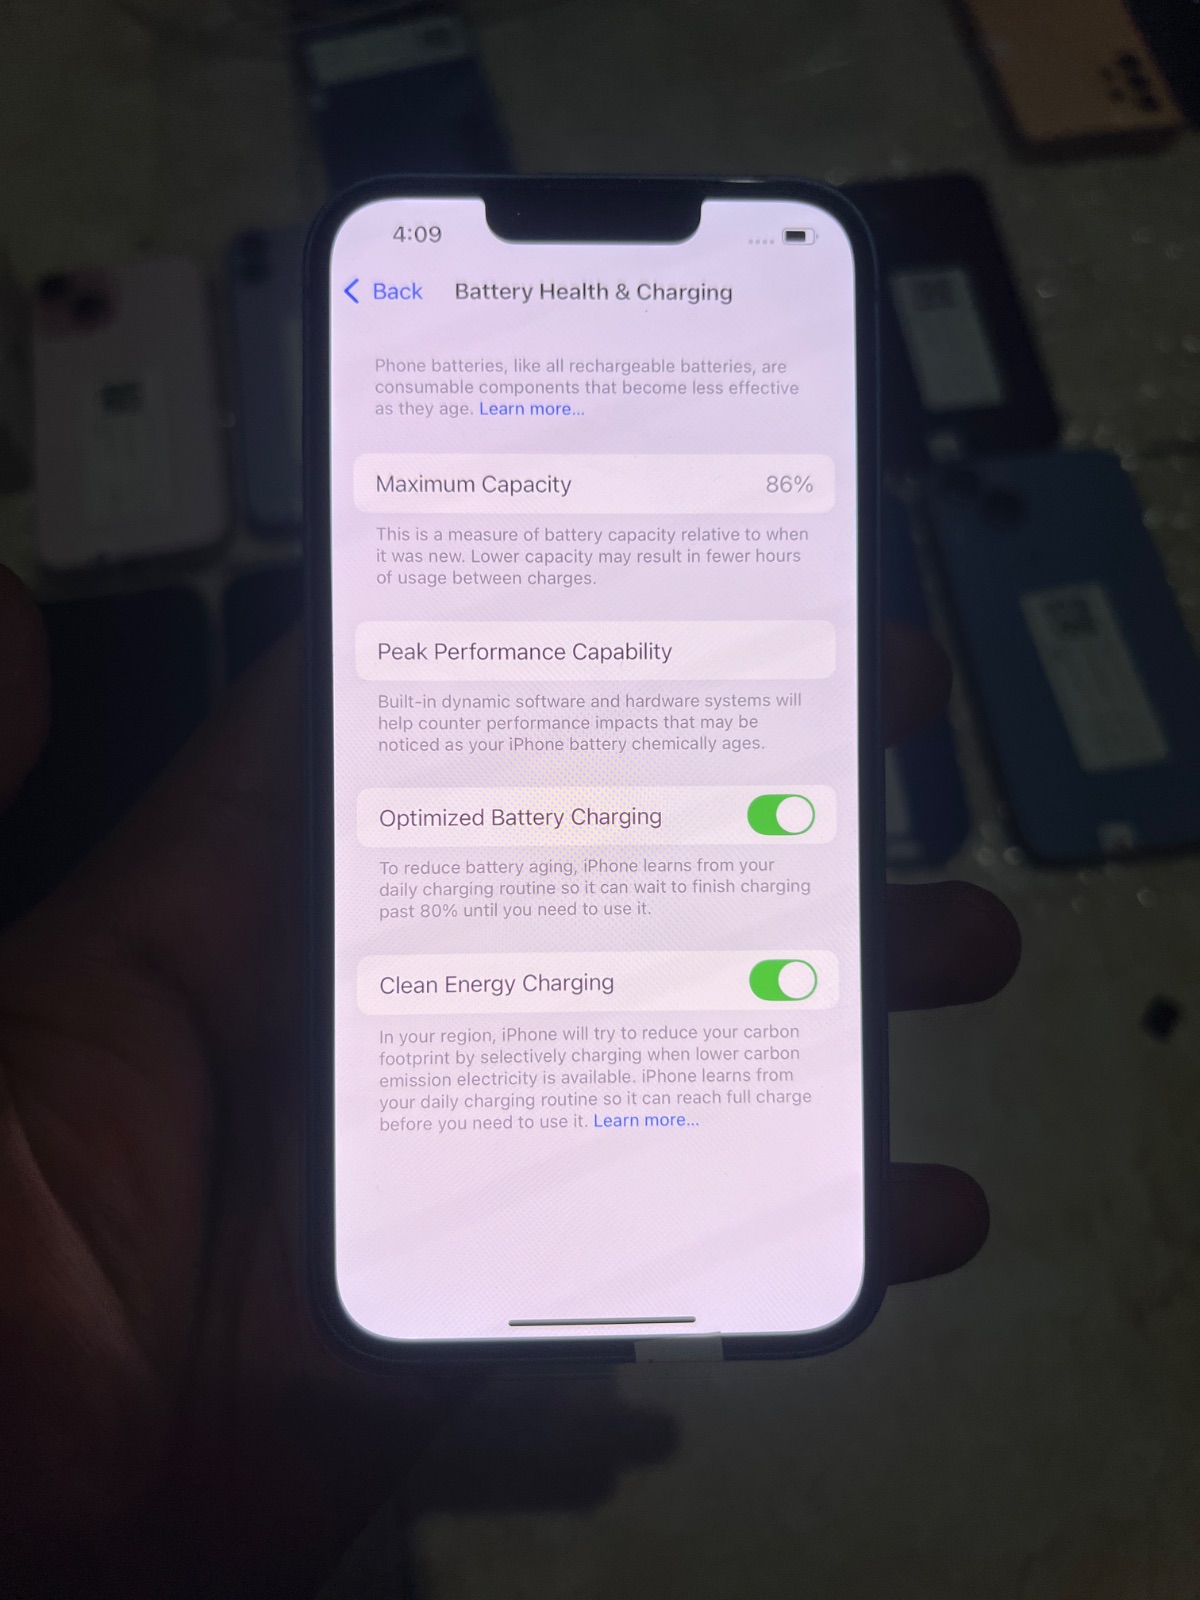 4:09
Back
Battery Health & Charging
Phone batteries, like all rechargeable batteries, are
consumable components that become less effective
as they age. Learn more...
Maximum Capacity 86%
This is a measure of battery capacity relative to when
it was new. Lower capacity may result in fewer hours
of usage between charges.
Peak Performance Capability
Built-in dynamic software and hardware systems will
help counter performance impacts that may be
noticed as your iPhone battery chemically ages.
Optimized Battery Charging
To reduce battery aging, iPhone learns from your
daily charging routine so it can wait to finish charging
past 80% until you need to use it.
Clean Energy Charging
In your region, iPhone will try to reduce your carbon
footprint by selectively charging when lower carbon
emission electricity is available. iPhone learns from
your daily charging routine so it can reach full charge
before you need to use it. Learn more...